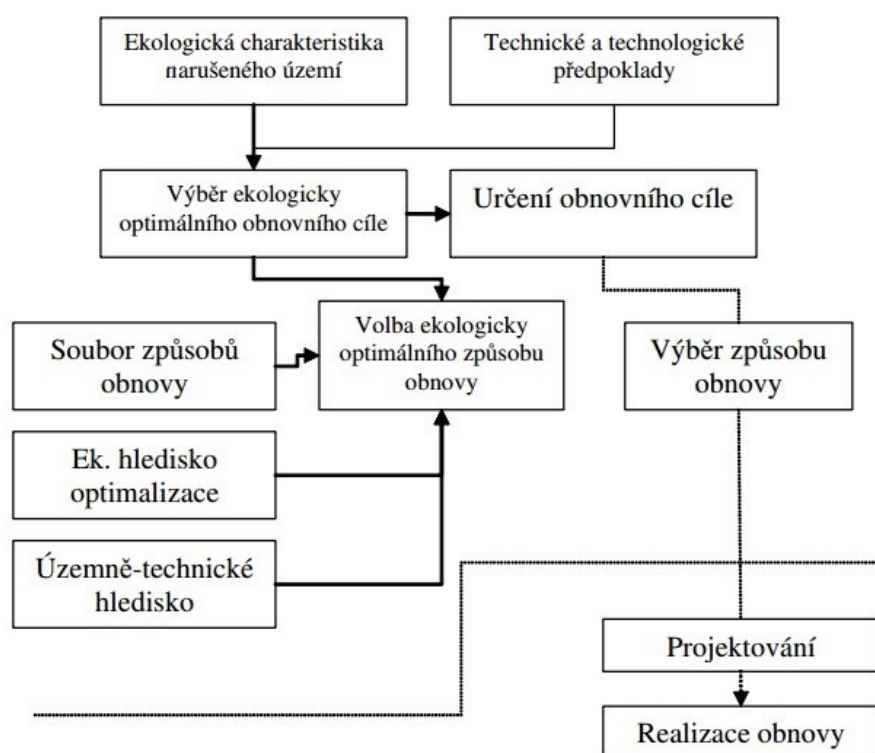 Ekologická charakteristika
narušeného území
Technické a technologické
předpoklady
Výběr ekologicky
optimálního obnovního cíle
Určení obnovního cíle
Volba ekologicky
optimálního způsobu
obnovy
Soubor způsobů
obnovy
Výběr způsobu
obnovy
Ek. hledisko
optimalizace
Územně-technické
hledisko
Projektování
Realizace obnovy